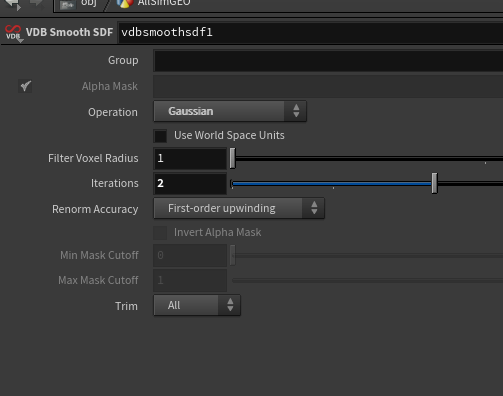 obj
AllSimGEO
VDB
VDB Smooth SDF
vdbsmoothsdf1
Group
Alpha Mask
Operation
Gaussian
Use World Space Units
Filter Voxel Radius
1
Iterations
2
Renorm Accuracy
First-order upwinding
Invert Alpha Mask
Min Mask Cutoff
0
Max Mask Cutoff
1
Trim
All